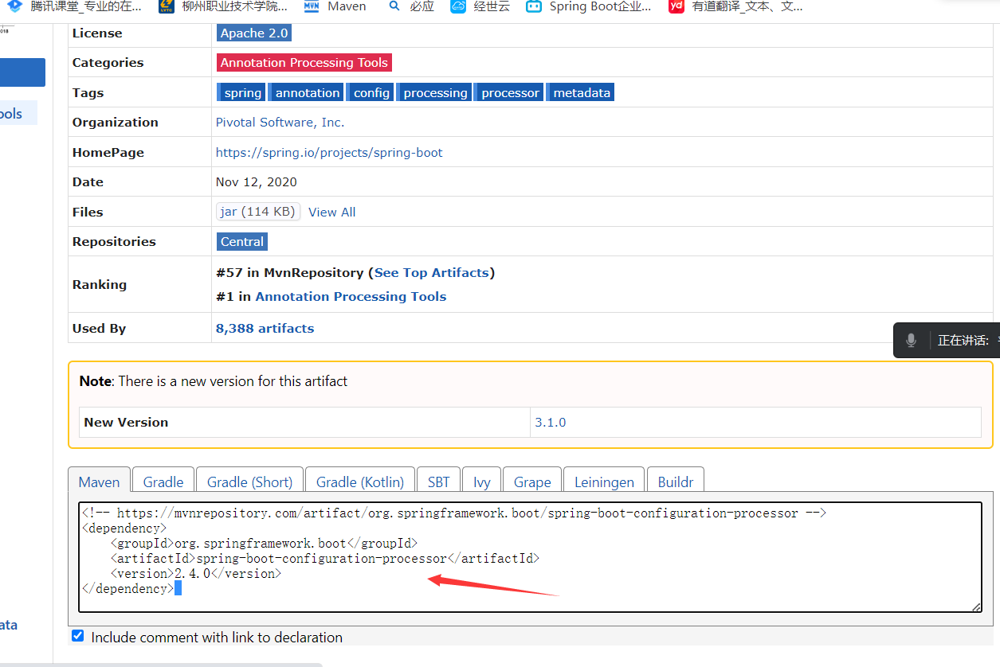 腾讯课堂_专业的在... 柳州职业技术学院... Maven 必应 经世云 Spring Boot企业... 有道翻译_文本、文...
License Apache 2.0
Categories Annotation Processing Tools
Tags spring annotation config processing processor metadata
ools
Organization Pivotal Software, Inc.
HomePage https://spring.io/projects/spring-boot
Date Nov 12, 2020
Files jar (114 KB) View All
Repositories Central
Ranking #57 in MvnRepository (See Top Artifacts)
#1 in Annotation Processing Tools
Used By 8,388 artifacts
正在讲话:
Note: There is a new version for this artifact
New Version 3.1.0
Maven Gradle Gradle (Short) Gradle (Kotlin) SBT Ivy Grape Leiningen Buildr
<!-- https://mvnrepository.com/artifact/org.springframework.boot/spring-boot-configuration-processor -->
<dependency>
    <groupId>org.springframework.boot</groupId>
    <artifactId>spring-boot-configuration-processor</artifactId>
    <version>2.4.0</version>
</dependency>
ata
Include comment with link to declaration